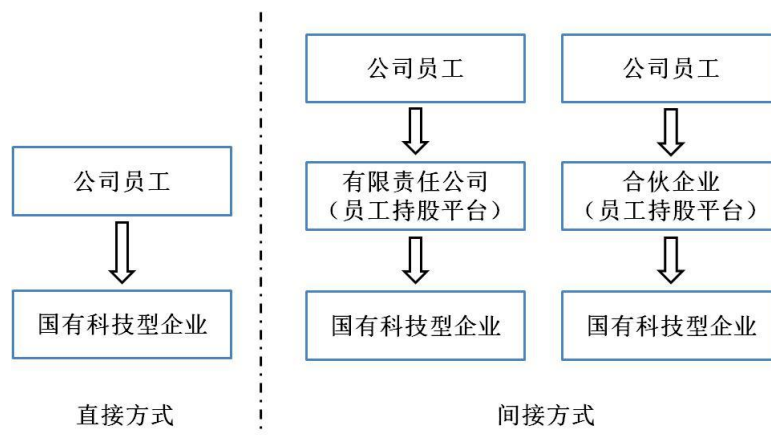 公司员工
国有科技型企业
直接方式
公司员工
有限责任公司
（员工持股平台）
国有科技型企业
公司员工
合伙企业
（员工持股平台）
国有科技型企业
间接方式